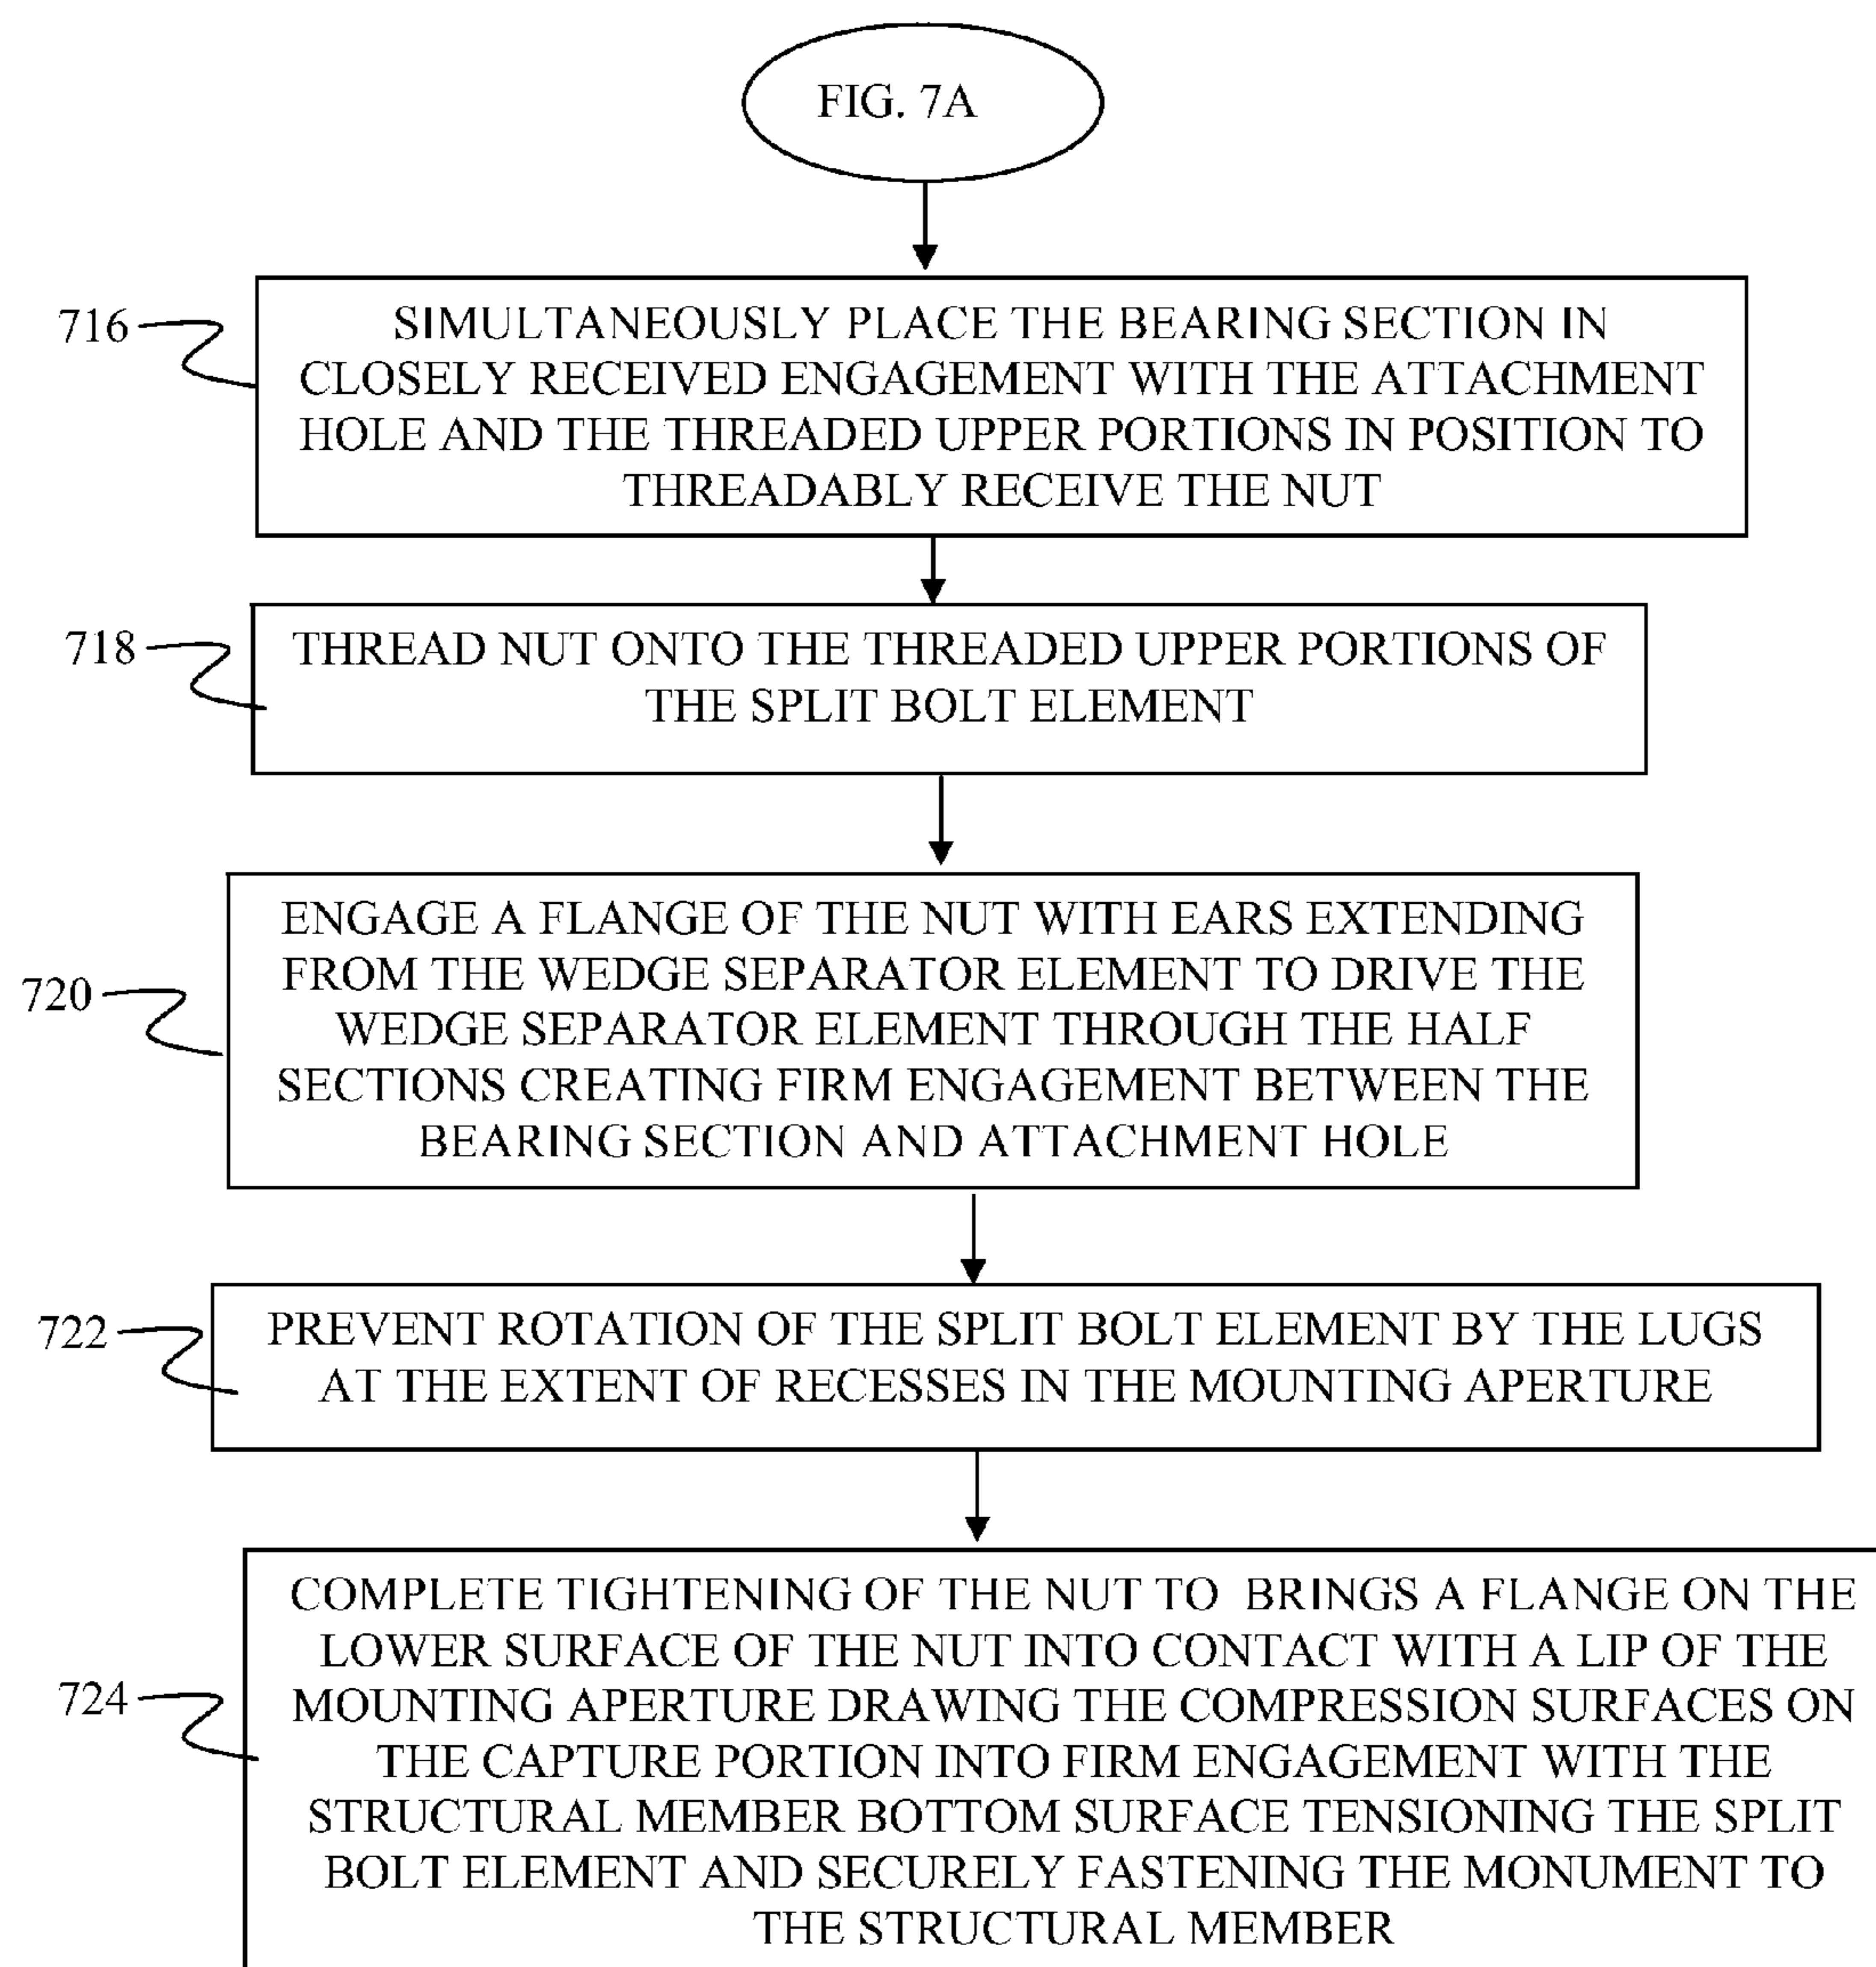 FIG. 7A
716
SIMULTANEOUSLY PLACE THE BEARING SECTION IN
CLOSELY RECEIVED ENGAGEMENT WITH THE ATTACHMENT
HOLE AND THE THREADED UPPER PORTIONS IN POSITION TO
THREADABLY RECEIVE THE NUT
718
THREAD NUT ONTO THE THREADED UPPER PORTIONS OF
THE SPLIT BOLT ELEMENT
720
ENGAGE A FLANGE OF THE NUT WITH EARS EXTENDING
FROM THE WEDGE SEPARATOR ELEMENT TO DRIVE THE
WEDGE SEPARATOR ELEMENT THROUGH THE HALF
SECTIONS CREATING FIRM ENGAGEMENT BETWEEN THE
BEARING SECTION AND ATTACHMENT HOLE
722
PREVENT ROTATION OF THE SPLIT BOLT ELEMENT BY THE LUGS
AT THE EXTENT OF RECESSES IN THE MOUNTING APERTURE
724
COMPLETE TIGHTENING OF THE NUT TO BRINGS A FLANGE ON THE
LOWER SURFACE OF THE NUT INTO CONTACT WITH A LIP OF THE
MOUNTING APERTURE DRAWING THE COMPRESSION SURFACES ON
THE CAPTURE PORTION INTO FIRM ENGAGEMENT WITH THE
STRUCTURAL MEMBER BOTTOM SURFACE TENSIONING THE SPLIT
BOLT ELEMENT AND SECURELY FASTENING THE MONUMENT TO
THE STRUCTURAL MEMBER